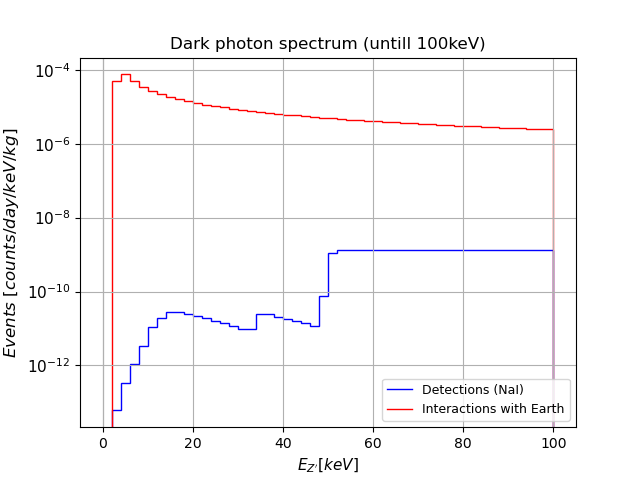 Dark photon spectrum (untill 100keV)
Events [counts/day/keV/kg]
10⁻⁴
10⁻⁶
10⁻⁸
10⁻¹⁰
10⁻¹²
Detections (NaI)
Interactions with Earth
0 20 40 60 80 100
E_{Z'}[keV]